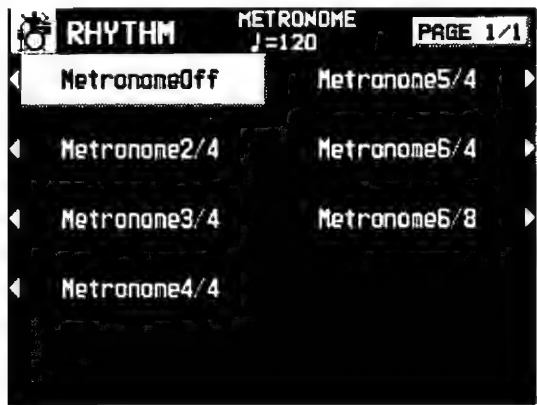 RHYTHM
METRONOME
♩=120
PAGE 1/1
MetronomeOff
Metronome2/4
Metronome3/4
Metronome4/4
Metronome5/4
Metronome6/4
Metronome6/8